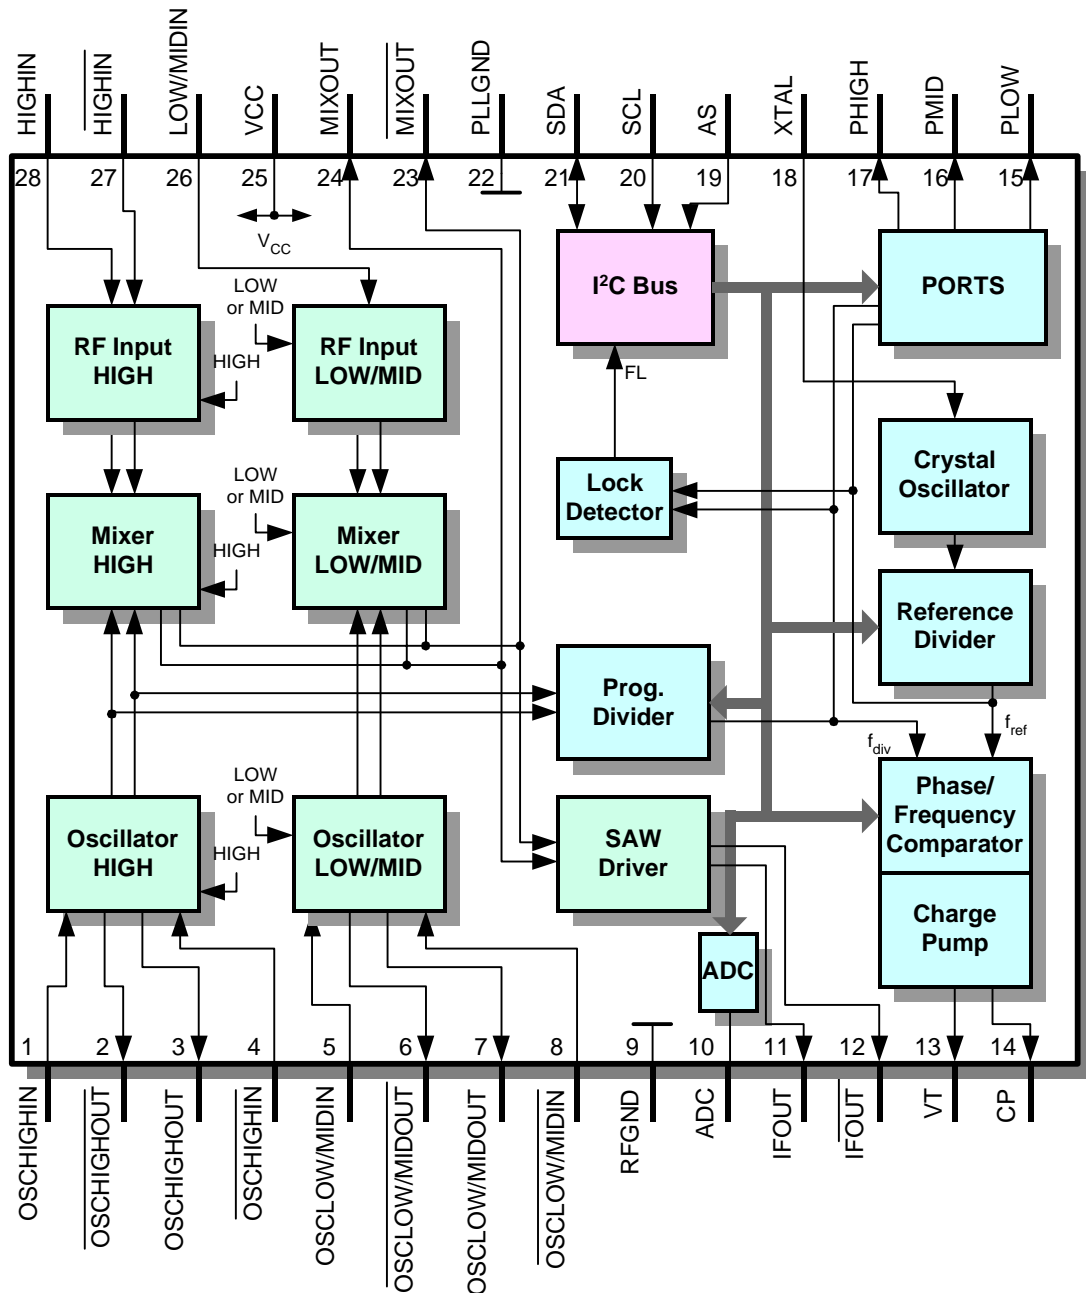 HIGHIN
HIGHIN
LOW/MIDIN
VCC
MIXOUT
MIXOUT
PLLGND
SDA
SCL
AS
XTAL
PHIGH
PMID
PLOW
28
27
26
25
24
23
22
21
20
19
18
17
16
15
VCC
LOW
or MID
HIGH
RF Input
HIGH
RF Input
LOW/MID
I²C Bus
PORTS
FL
LOW
or MID
HIGH
Mixer
HIGH
Mixer
LOW/MID
Lock
Detector
Crystal
Oscillator
Reference
Divider
Prog.
Divider
fdiv
fref
LOW
or MID
HIGH
Oscillator
HIGH
Oscillator
LOW/MID
SAW
Driver
Phase/
Frequency
Comparator
Charge
Pump
ADC
1
2
3
4
5
6
7
8
9
10
11
12
13
14
OSCHIGHIN
OSCHIGHOUT
OSCHIGHOUT
OSCHIGHIN
OSCLOW/MIDIN
OSCLOW/MIDOUT
OSCLOW/MIDOUT
OSCLOW/MIDIN
RFGND
ADC
IFOUT
IFOUT
VT
CP